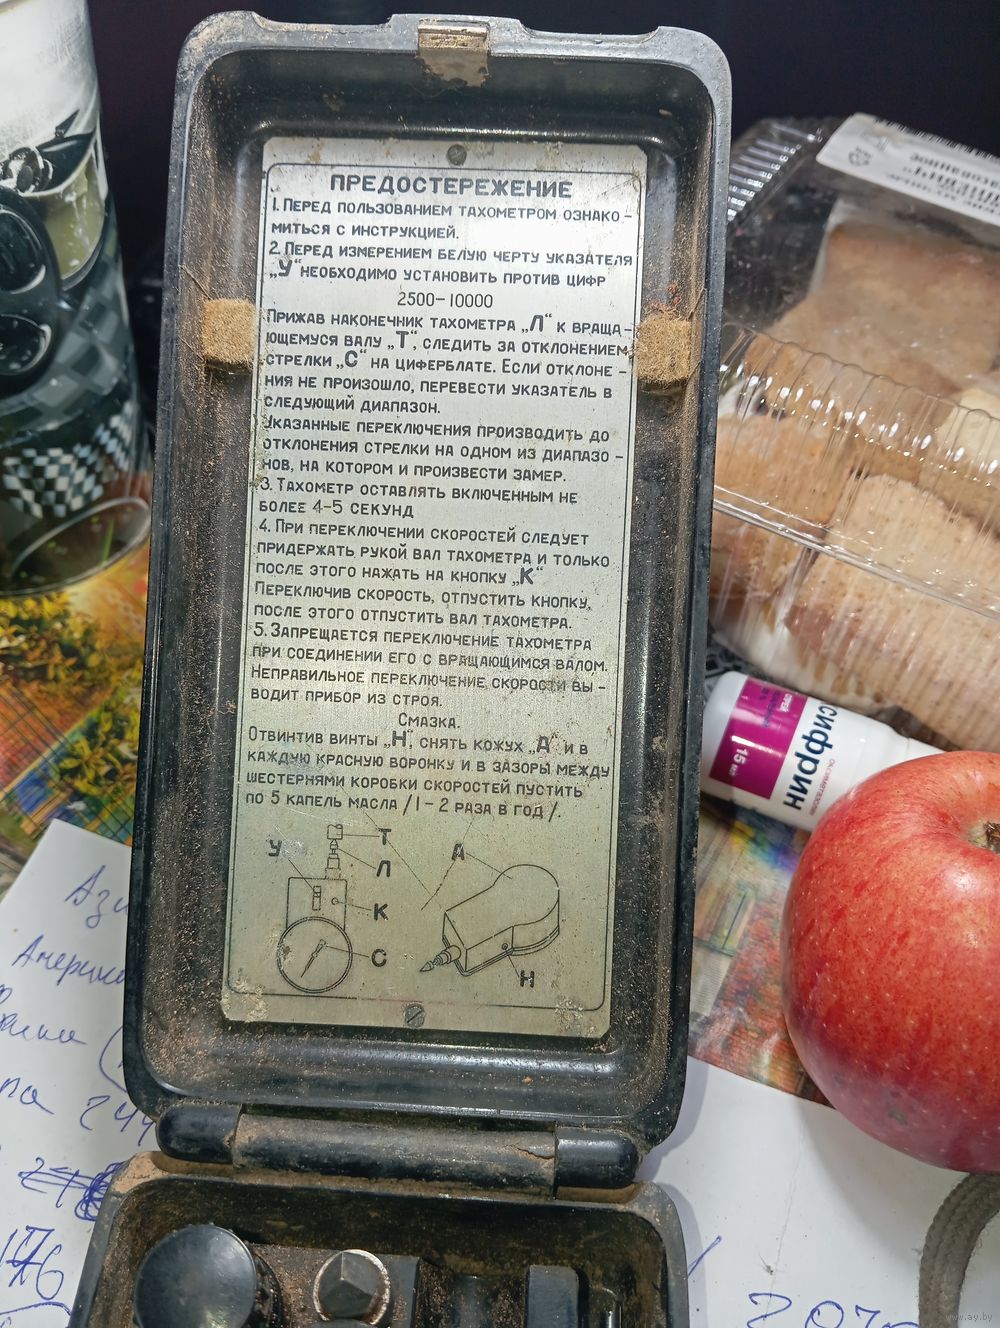 ПРЕДОСТЕРЕЖЕНИЕ
1. ПЕРЕД ПОЛЬЗОВАНИЕМ ТАХОМЕТРОМ ОЗНАКО-
МИТЬСЯ С ИНСТРУКЦИЕЙ.
2. ПЕРЕД ИЗМЕРЕНИЕМ БЕЛУЮ ЧЕРТУ УКАЗАТЕЛЯ
„У“ НЕОБХОДИМО УСТАНОВИТЬ ПРОТИВ ЦИФР
2500-10000
ПРИЖАВ НАКОНЕЧНИК ТАХОМЕТРА „Л“ К ВРАЩА-
ЮЩЕМУСЯ ВАЛУ „Т“, СЛЕДИТЬ ЗА ОТКЛОНЕНИЕМ
СТРЕЛКИ „С“ НА ЦИФЕРБЛАТЕ. ЕСЛИ ОТКЛОНЕ-
НИЯ НЕ ПРОИЗОШЛО, ПЕРЕВЕСТИ УКАЗАТЕЛЬ В
СЛЕДУЮЩИЙ ДИАПАЗОН.
УКАЗАННЫЕ ПЕРЕКЛЮЧЕНИЯ ПРОИЗВОДИТЬ ДО
ОТКЛОНЕНИЯ СТРЕЛКИ НА ОДНОМ ИЗ ДИАПАЗО-
НОВ, НА КОТОРОМ И ПРОИЗВЕСТИ ЗАМЕР.
3. ТАХОМЕТР ОСТАВЛЯТЬ ВКЛЮЧЕННЫМ НЕ
БОЛЕЕ 4-5 СЕКУНД
4. ПРИ ПЕРЕКЛЮЧЕНИИ СКОРОСТЕЙ СЛЕДУЕТ
ПРИДЕРЖАТЬ РУКОЙ ВАЛ ТАХОМЕТРА И ТОЛЬКО
ПОСЛЕ ЭТОГО НАЖАТЬ НА КНОПКУ „К“
ПЕРЕКЛЮЧИВ СКОРОСТЬ, ОТПУСТИТЬ КНОПКУ,
ПОСЛЕ ЭТОГО ОТПУСТИТЬ ВАЛ ТАХОМЕТРА.
5. ЗАПРЕЩАЕТСЯ ПЕРЕКЛЮЧЕНИЕ ТАХОМЕТРА
ПРИ СОЕДИНЕНИИ ЕГО С ВРАЩАЮЩИМСЯ ВАЛОМ.
НЕПРАВИЛЬНОЕ ПЕРЕКЛЮЧЕНИЕ СКОРОСТИ ВЫ-
ВОДИТ ПРИБОР ИЗ СТРОЯ.
СМАЗКА.
ОТВИНТИВ ВИНТЫ „Н“, СНЯТЬ КОЖУХ „Д“ И В
КАЖДУЮ КРАСНУЮ ВОРОНКУ И В ЗАЗОРЫ МЕЖДУ
ШЕСТЕРНЯМИ КОРОБКИ СКОРОСТЕЙ ПУСТИТЬ
ПО 5 КАПЕЛЬ МАСЛА /1-2 РАЗА В ГОД/.
У
Т
Л
К
С
Д
Н
сифрин
15 мл
www.ay.by